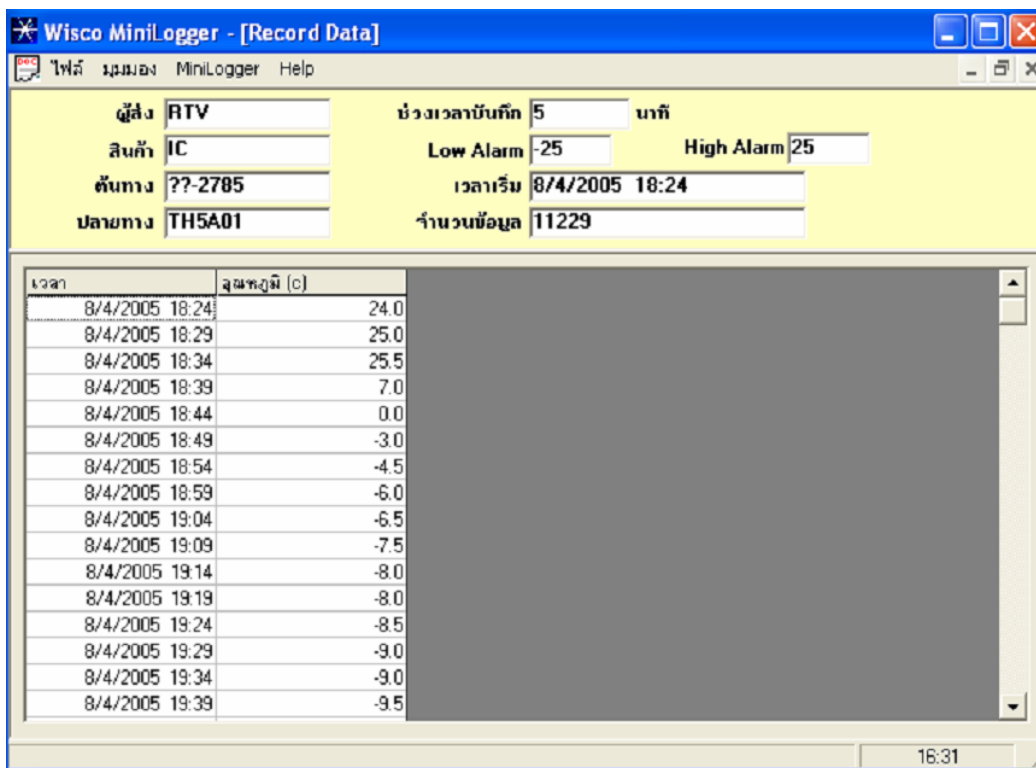 Wisco MiniLogger - [Record Data]
ไฟล์ มุมมอง MiniLogger Help
ผู้ส่ง RTV ช่วงเวลาบันทึก 5 นาที
สินค้า IC Low Alarm -25 High Alarm 25
ต้นทาง ??-2785 เวลาเริ่ม 8/4/2005 18:24
ปลายทาง TH5A01 จำนวนข้อมูล 11229
เวลา อุณหภูมิ (c)
8/4/2005 18:24 24.0
8/4/2005 18:29 25.0
8/4/2005 18:34 25.5
8/4/2005 18:39 7.0
8/4/2005 18:44 0.0
8/4/2005 18:49 -3.0
8/4/2005 18:54 -4.5
8/4/2005 18:59 -6.0
8/4/2005 19:04 -6.5
8/4/2005 19:09 -7.5
8/4/2005 19:14 -8.0
8/4/2005 19:19 -8.0
8/4/2005 19:24 -8.5
8/4/2005 19:29 -9.0
8/4/2005 19:34 -9.0
8/4/2005 19:39 -9.5
16:31